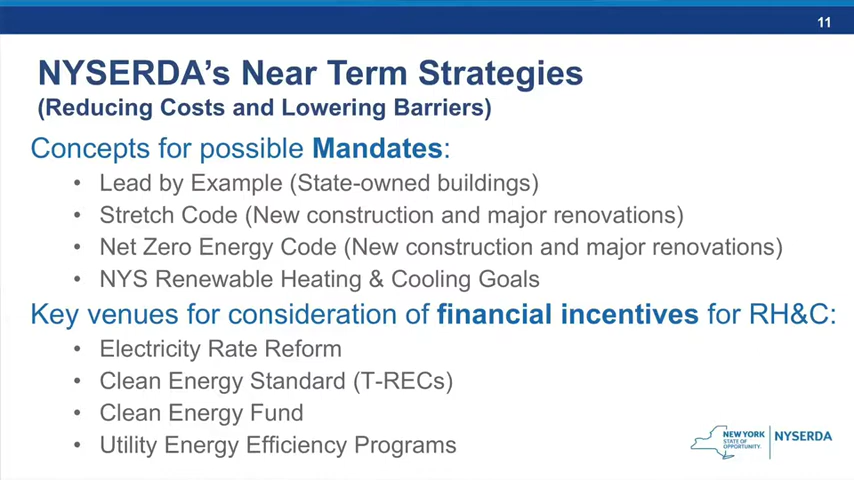 11
NYSERDA’s Near Term Strategies
(Reducing Costs and Lowering Barriers)
Concepts for possible Mandates:
• Lead by Example (State-owned buildings)
• Stretch Code (New construction and major renovations)
• Net Zero Energy Code (New construction and major renovations)
• NYS Renewable Heating & Cooling Goals
Key venues for consideration of financial incentives for RH&C:
• Electricity Rate Reform
• Clean Energy Standard (T-RECs)
• Clean Energy Fund
• Utility Energy Efficiency Programs
NEW YORK
STATE OF
OPPORTUNITY.
NYSERDA